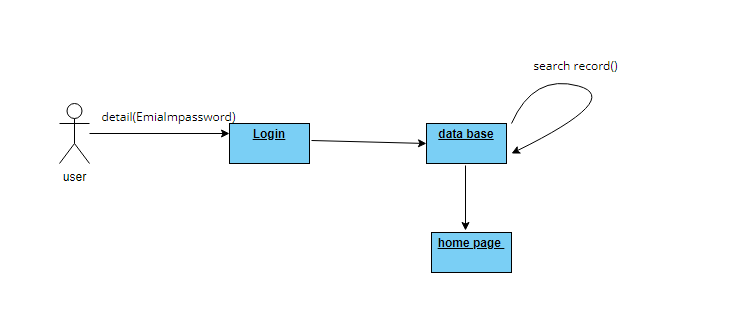 search record()
detail(Emialmpassword)
Login
data base
user
home page